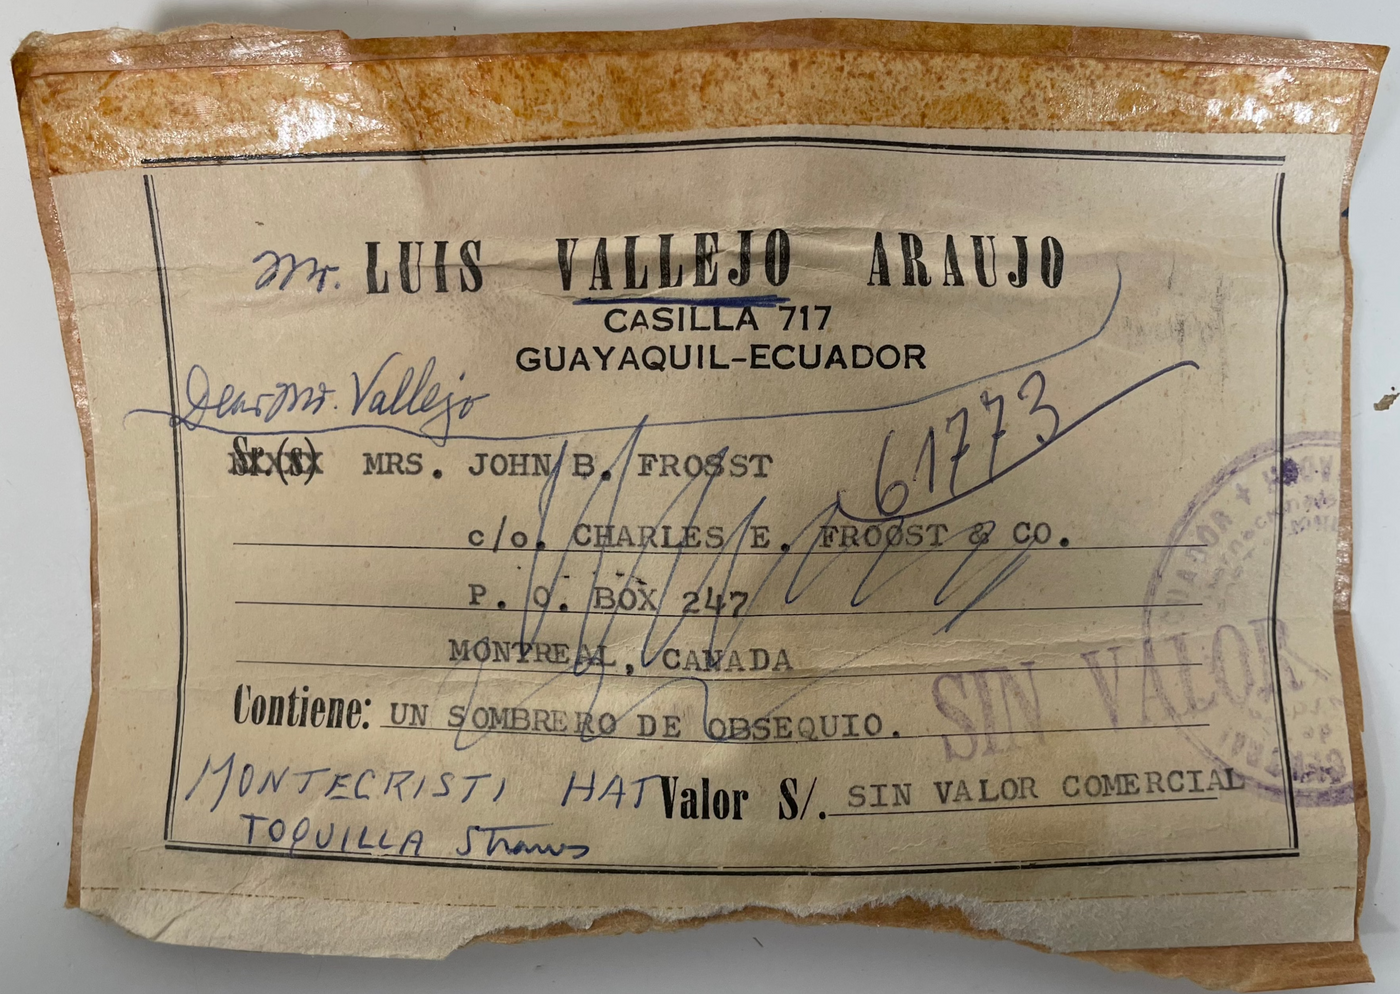 Mr. LUIS VALLEJO ARAUJO
CASILLA 717
GUAYAQUIL-ECUADOR
Dear Mr. Vallejo
61773
Sr.(s) MRS. JOHN B. FROSST
c/o. CHARLES E. FROOST & CO.
P. O. BOX 247
MONTREAL, CANADA
Contiene: UN SOMBRERO DE OBSEQUIO.
SIN VALOR
MONTECRISTI HAT Valor S/. SIN VALOR COMERCIAL
TOQUILLA Straws